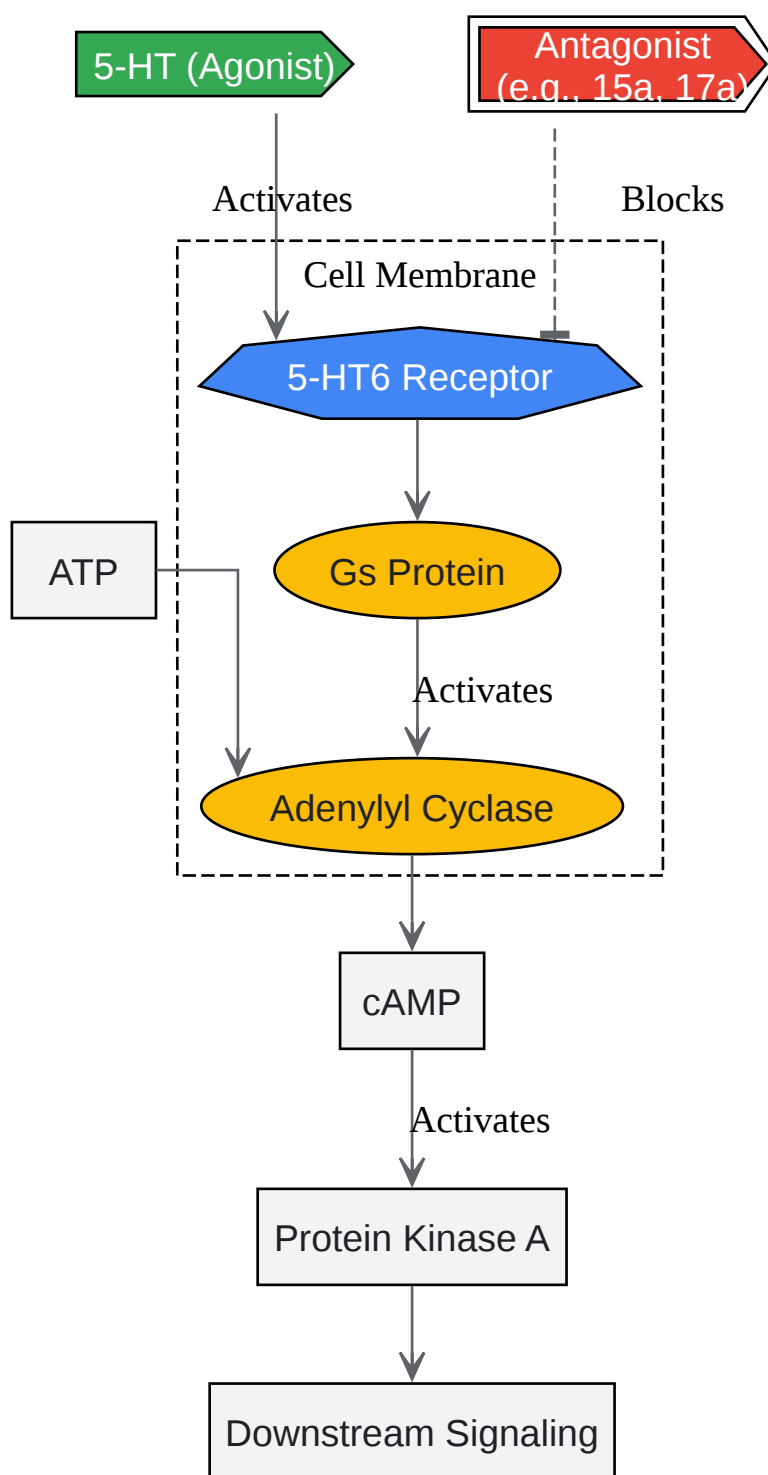 5-HT (Agonist)
Antagonist
(e.g., 15a, 17a)
Activates
Blocks
Cell Membrane
5-HT6 Receptor
ATP
Gs Protein
Activates
Adenylyl Cyclase
cAMP
Activates
Protein Kinase A
Downstream Signaling